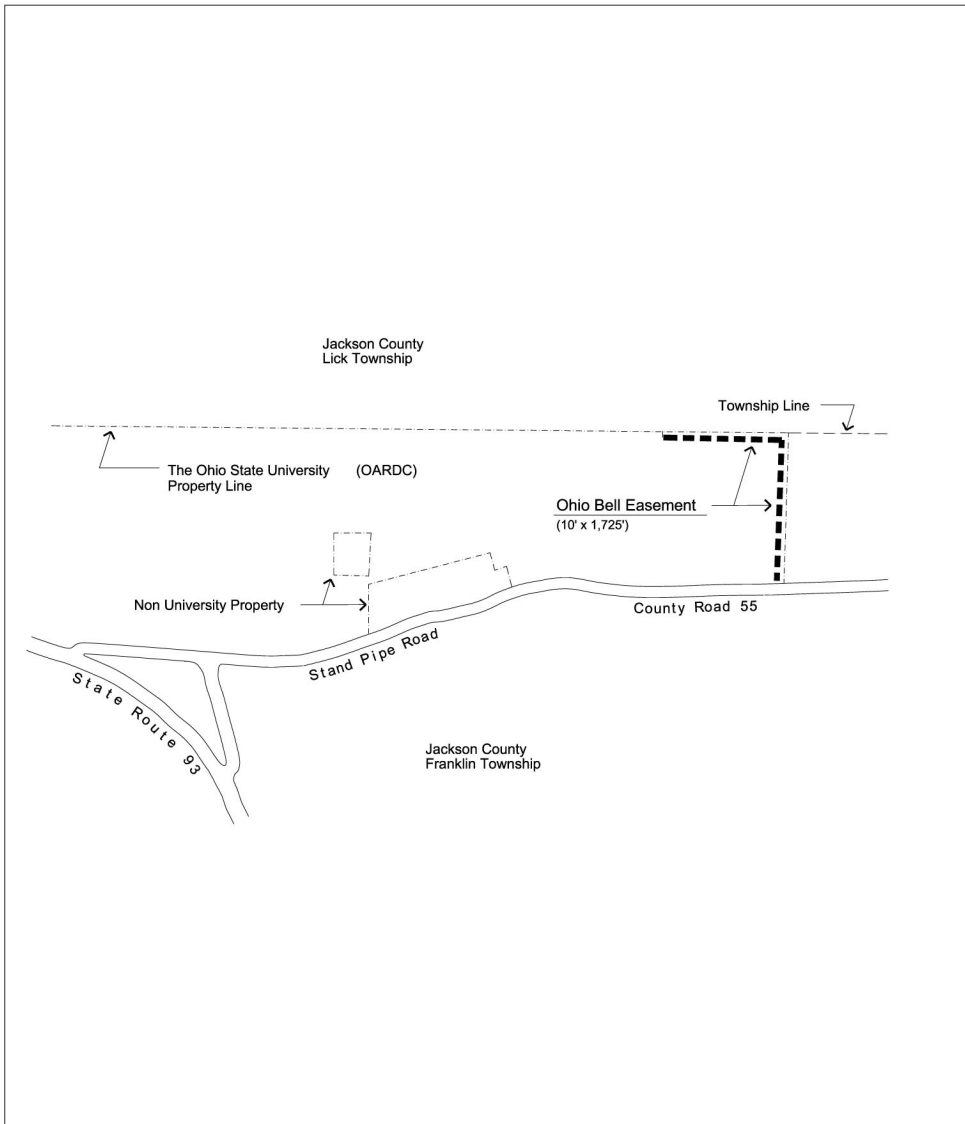 Jackson County
Lick Township
Township Line
The Ohio State University (OARDC)
Property Line
Ohio Bell Easement
(10' x 1,725')
Non University Property
County Road 55
Stand Pipe Road
State Route 93
Jackson County
Franklin Township